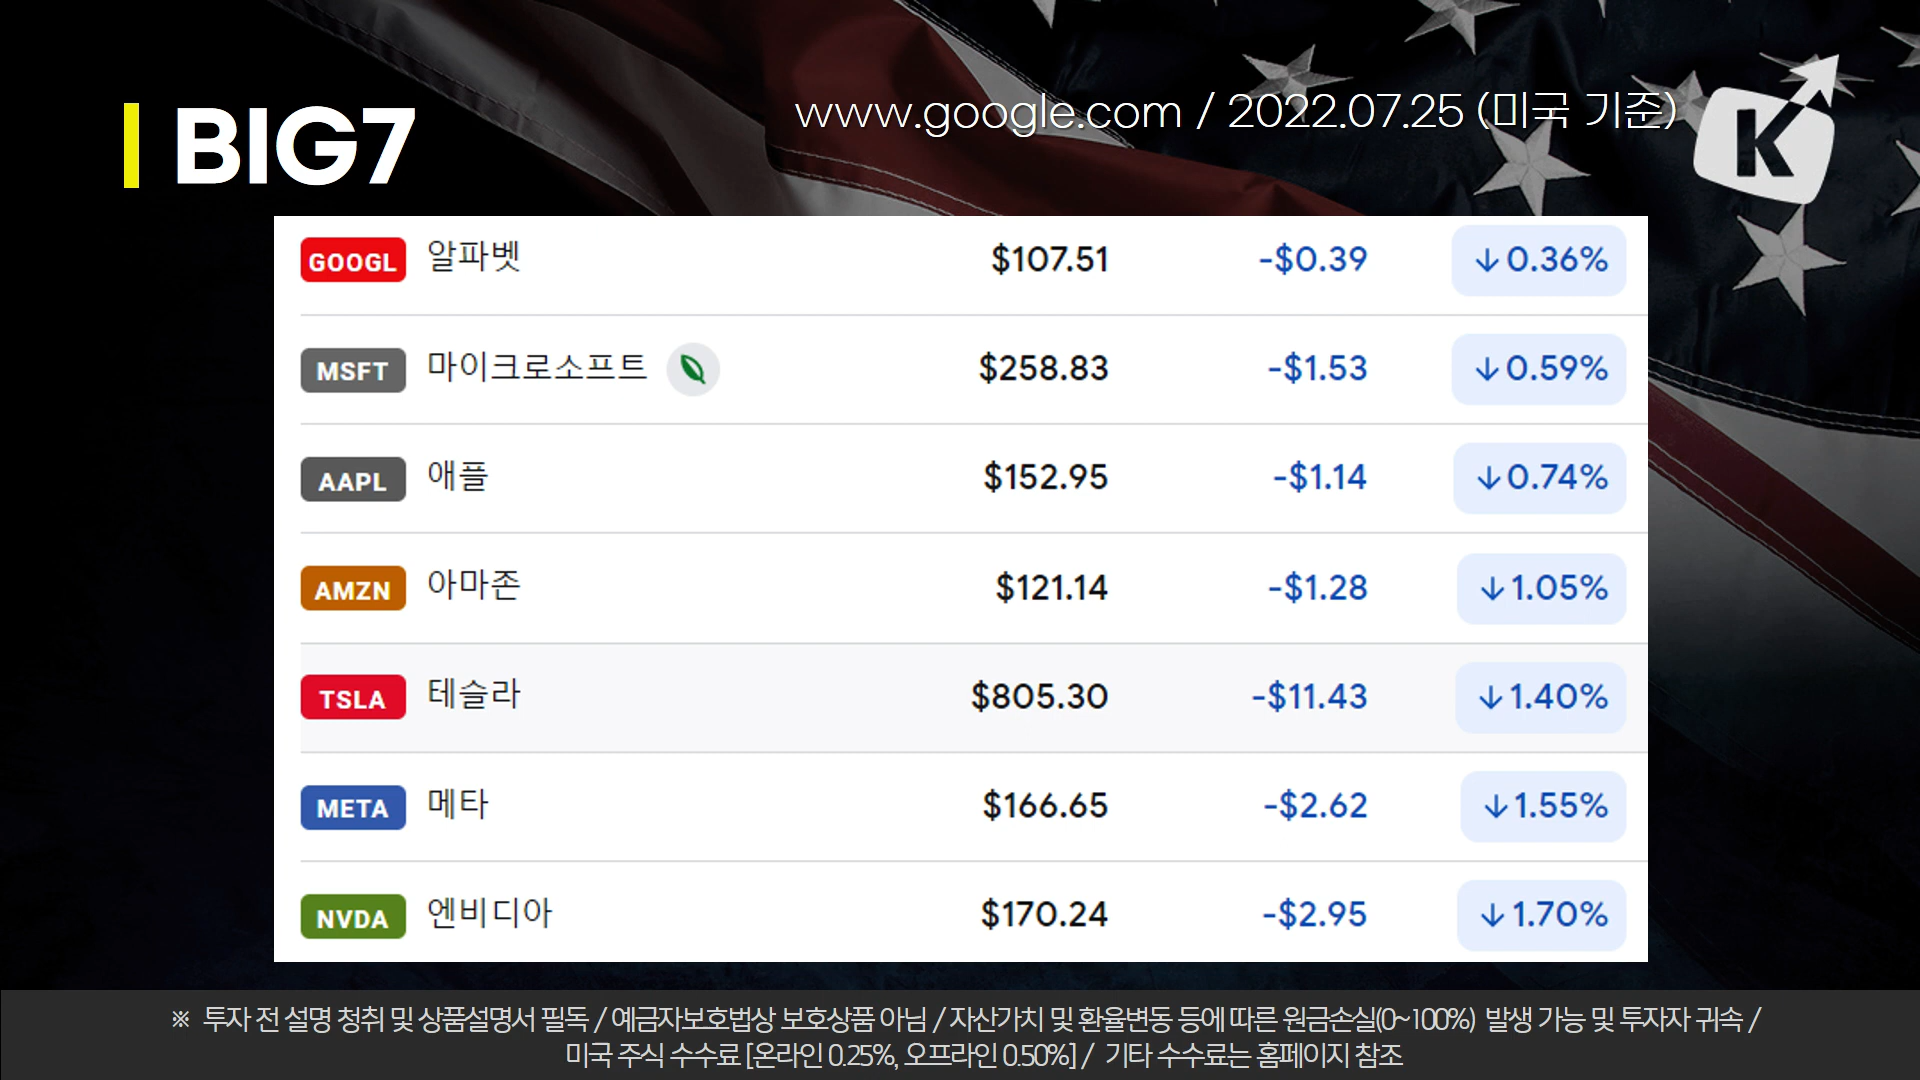 BIG7
www.google.com / 2022.07.25 (미국 기준)
K
GOOGL 알파벳 $107.51 -$0.39 ↓0.36%
MSFT 마이크로소프트 $258.83 -$1.53 ↓0.59%
AAPL 애플 $152.95 -$1.14 ↓0.74%
AMZN 아마존 $121.14 -$1.28 ↓1.05%
TSLA 테슬라 $805.30 -$11.43 ↓1.40%
META 메타 $166.65 -$2.62 ↓1.55%
NVDA 엔비디아 $170.24 -$2.95 ↓1.70%
※ 투자 전 설명 청취 및 상품설명서 필독 / 예금자보호법상 보호상품 아님 / 자산가치 및 환율변동 등에 따른 원금손실(0~100%) 발생 가능 및 투자자 귀속 /
미국 주식 수수료 [온라인 0.25%, 오프라인 0.50%] / 기타 수수료는 홈페이지 참조